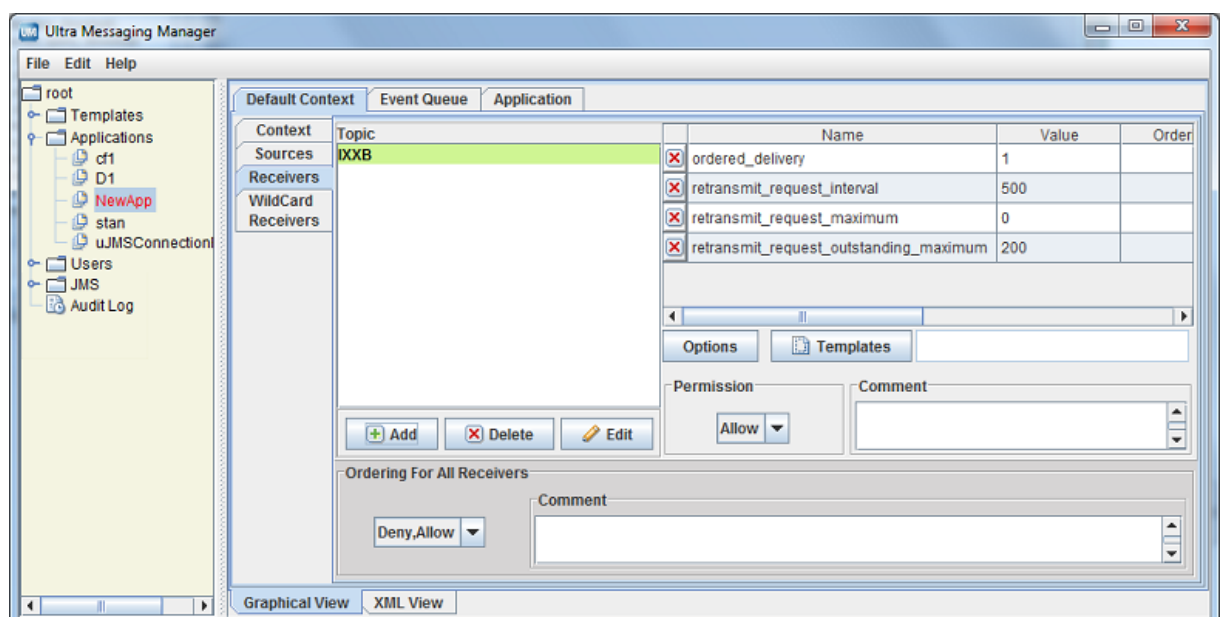 UM Ultra Messaging Manager
File Edit Help
root
Templates
Applications
cf1
D1
NewApp
stan
uJMSConnection
Users
JMS
Audit Log
Default Context Event Queue Application
Context
Sources
Receivers
WildCard
Receivers
Topic
IXXB
Name Value Order
ordered_delivery 1
retransmit_request_interval 500
retransmit_request_maximum 0
retransmit_request_outstanding_maximum 200
Options Templates
Permission Comment
Allow
Add Delete Edit
Ordering For All Receivers
Comment
Deny,Allow
Graphical View XML View